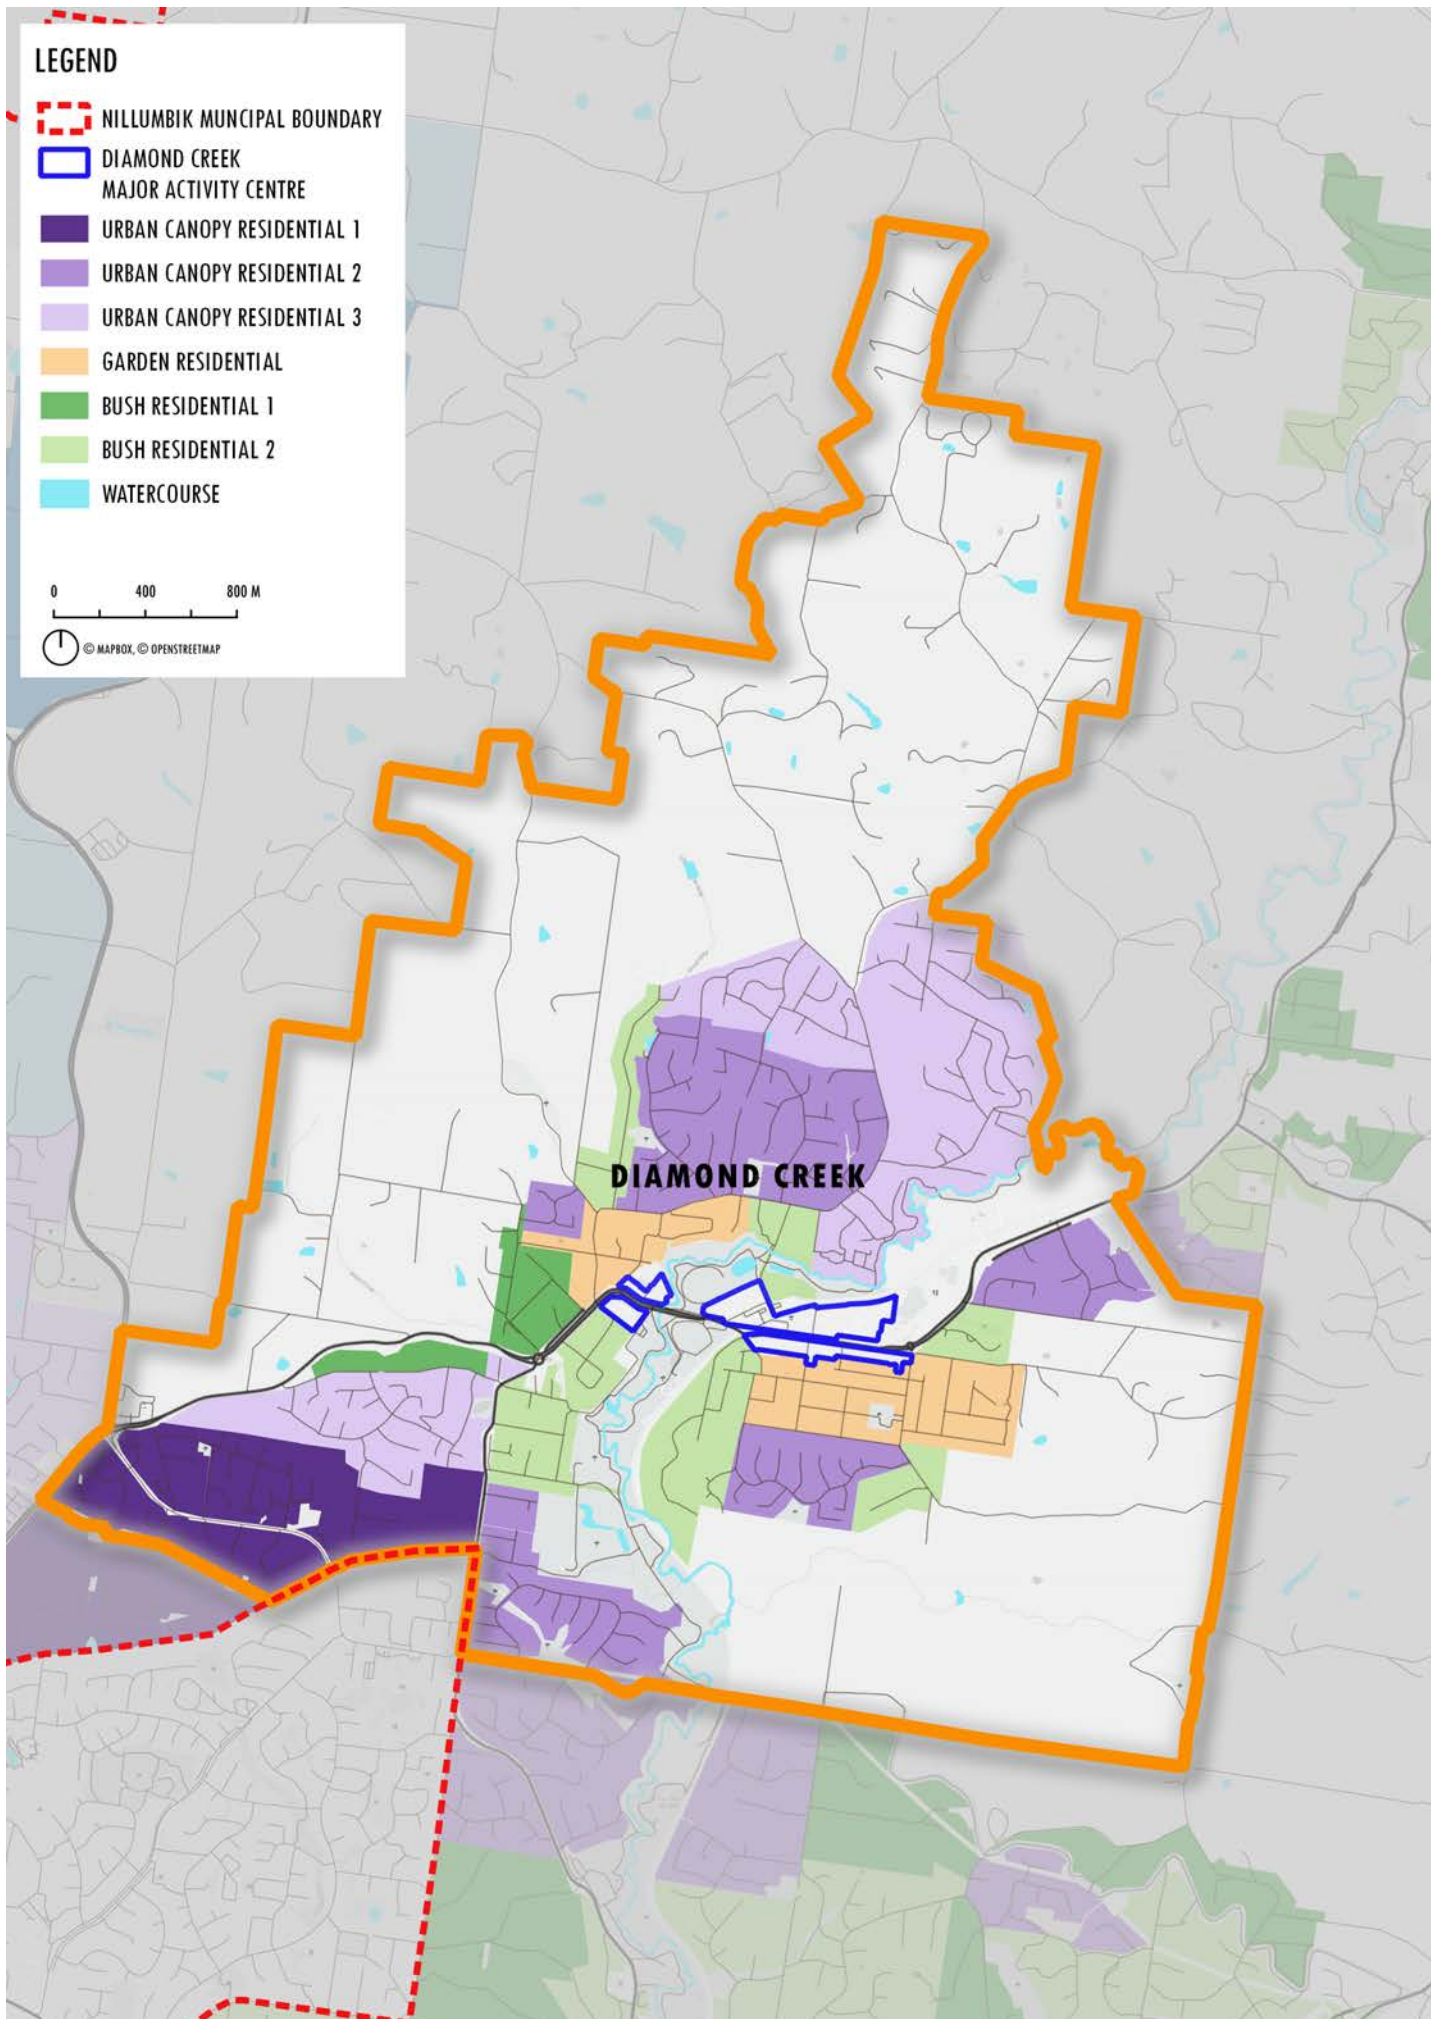 LEGEND
NILLUMBIK MUNCIPAL BOUNDARY
DIAMOND CREEK
MAJOR ACTIVITY CENTRE
URBAN CANOPY RESIDENTIAL 1
URBAN CANOPY RESIDENTIAL 2
URBAN CANOPY RESIDENTIAL 3
GARDEN RESIDENTIAL
BUSH RESIDENTIAL 1
BUSH RESIDENTIAL 2
WATERCOURSE
0 400 800 M
© MAPBOX, © OPENSTREETMAP
DIAMOND CREEK